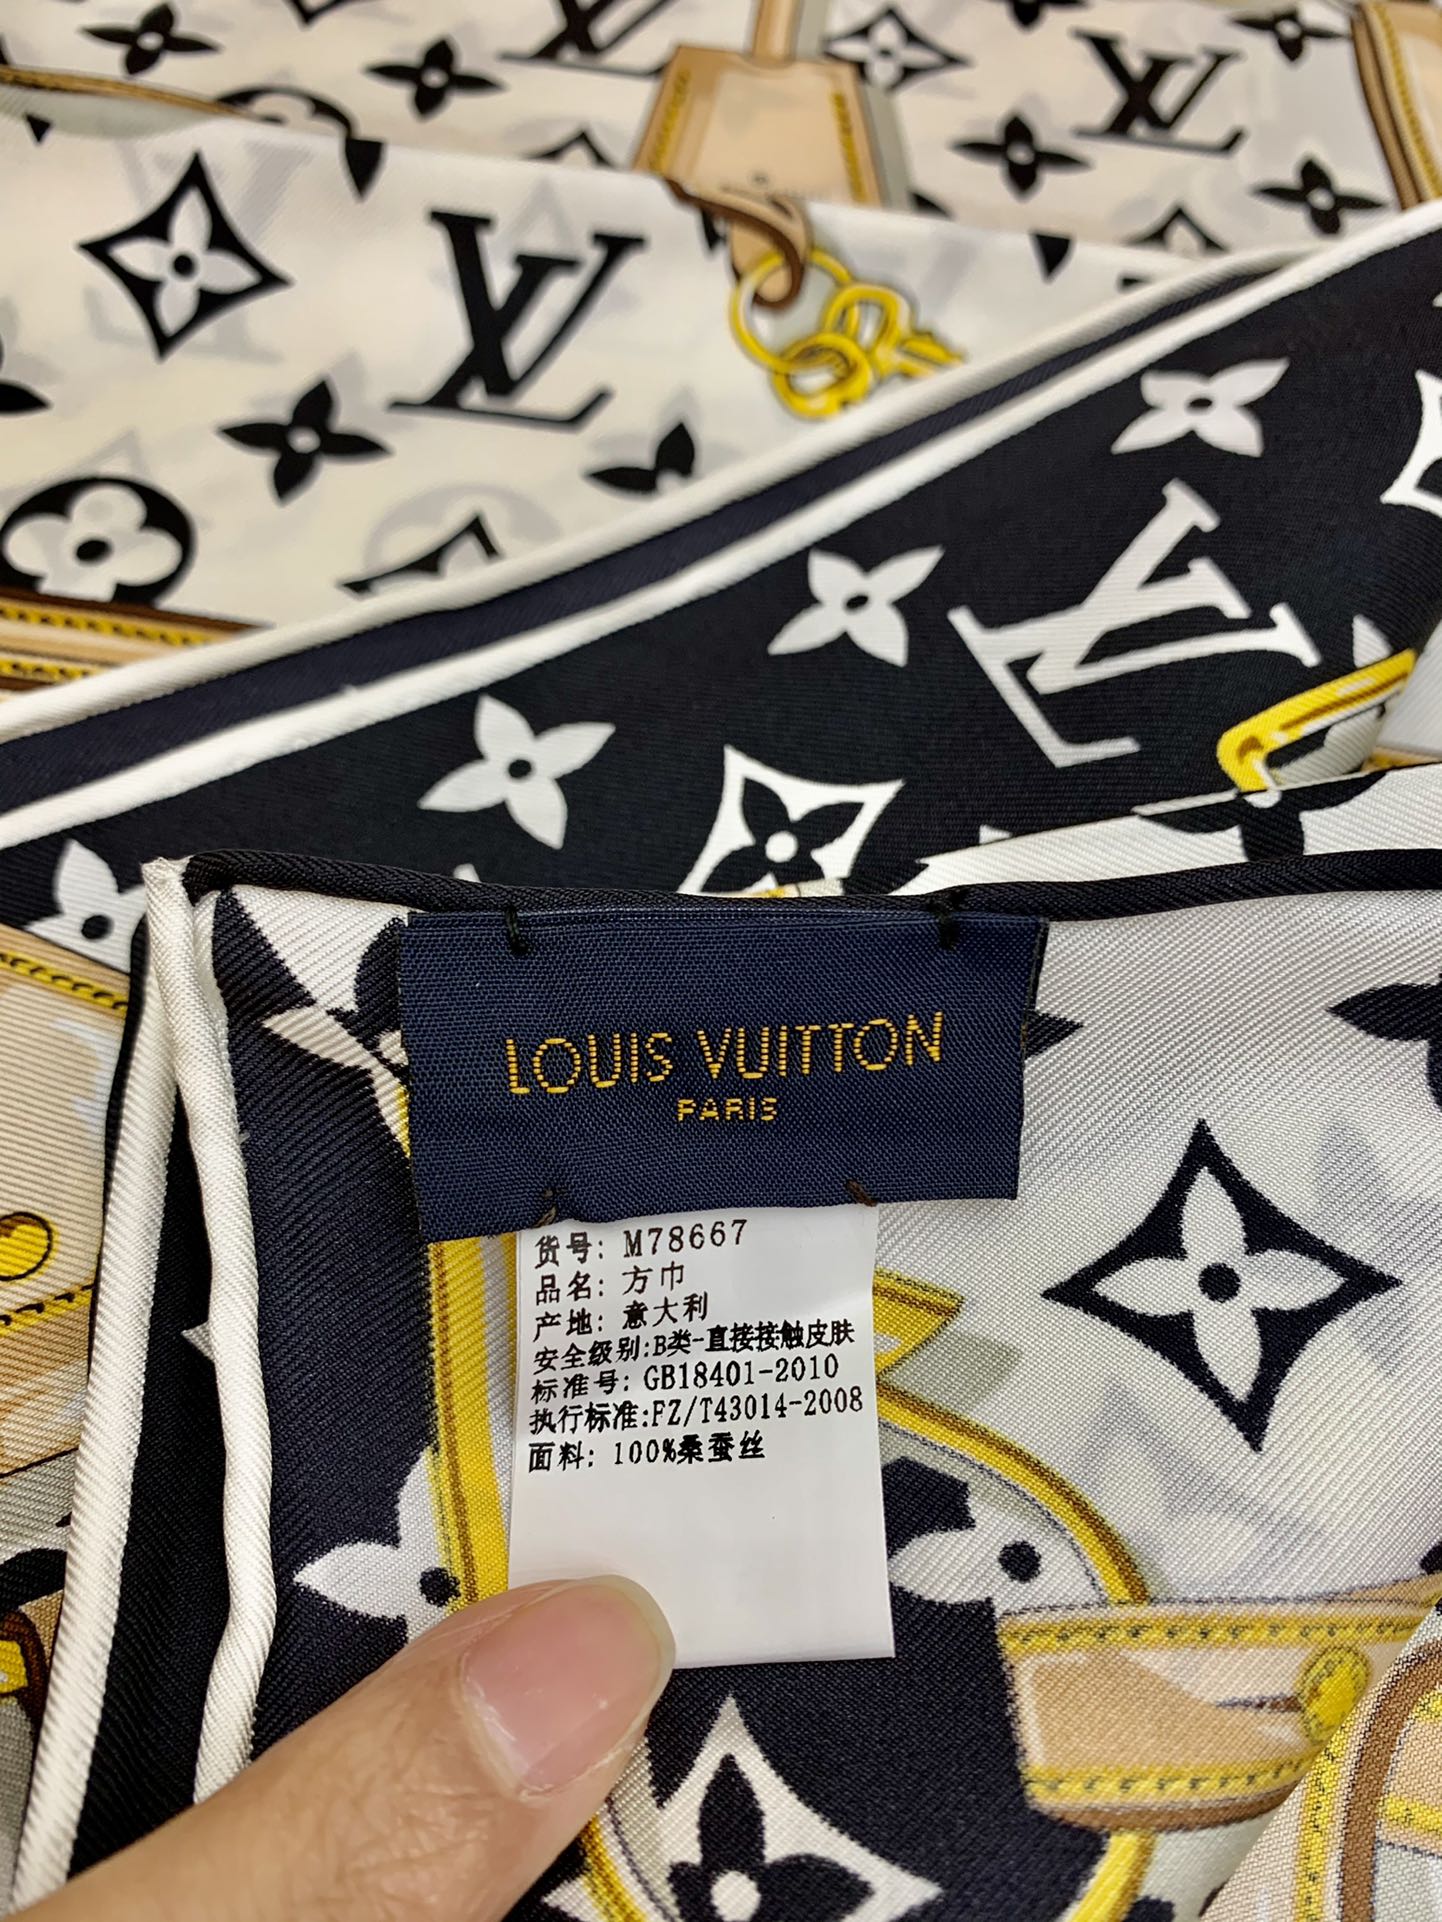 LOUIS VUITTON
PARIS
货号: M78667
品名: 方巾
产地: 意大利
安全级别:B类-直接接触皮肤
标准号: GB18401-2010
执行标准:FZ/T43014-2008
面料: 100%桑蚕丝